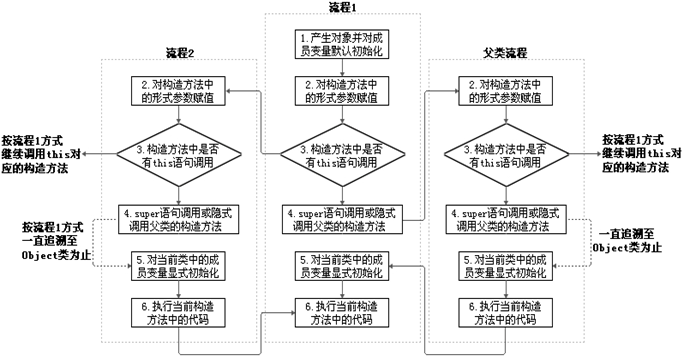 流程1
1.产生对象并对成
员变量默认初始化
2.对构造方法中
的形式参数赋值
3.构造方法中是否
有this语句调用
4.super语句调用或隐式
调用父类的构造方法
5.对当前类中的成
员变量显式初始化
6.执行当前构造
方法中的代码
流程2
2.对构造方法中
的形式参数赋值
3.构造方法中是否
有this语句调用
按流程1方式
继续调用this对
应的构造方法
4.super语句调用或隐式
调用父类的构造方法
按流程1方式
一直追溯至
Object类为止
5.对当前类中的成
员变量显式初始化
6.执行当前构造
方法中的代码
父类流程
2.对构造方法中
的形式参数赋值
3.构造方法中是否
有this语句调用
按流程1方式
继续调用this对
应的构造方法
4.super语句调用或隐式
调用父类的构造方法
一直追溯至
Object类为止
5.对当前类中的成
员变量显式初始化
6.执行当前构造
方法中的代码